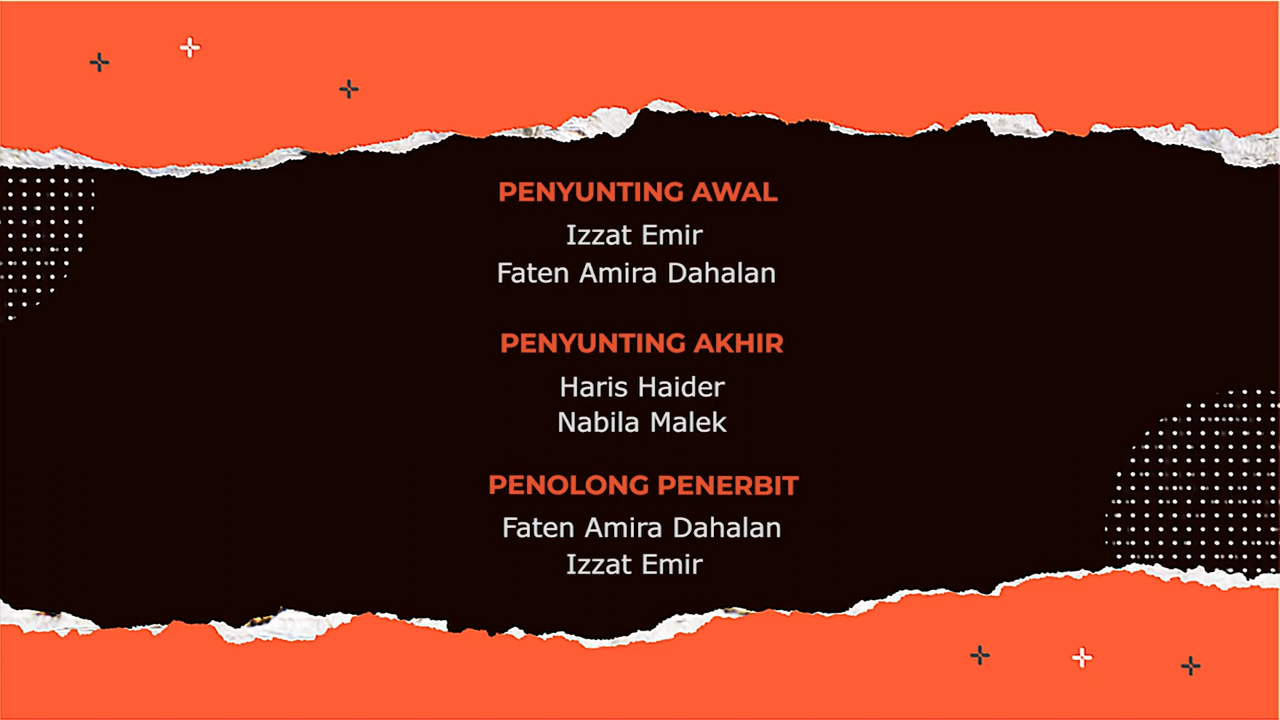 PENYUNTING AWAL
Izzat Emir
Faten Amira Dahalan
PENYUNTING AKHIR
Haris Haider
Nabila Malek
PENOLONG PENERBIT
Faten Amira Dahalan
Izzat Emir